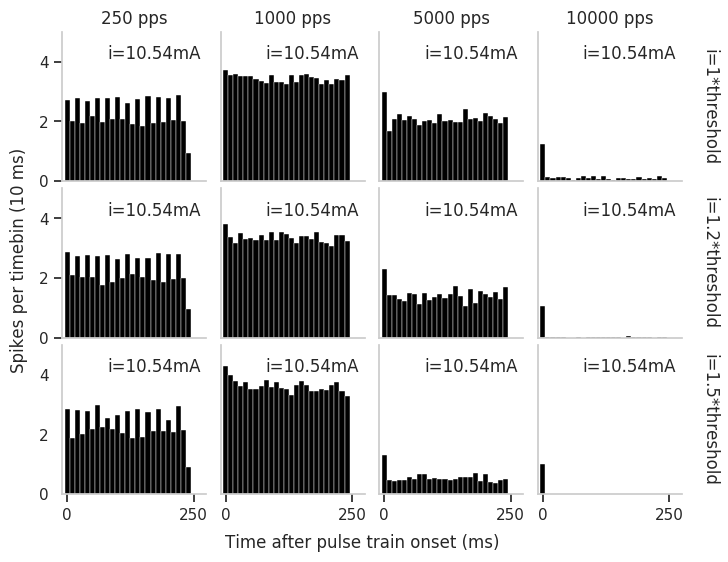 250 pps 1000 pps 5000 pps 10000 pps
i=10.54mA i=10.54mA i=10.54mA i=10.54mA
i=1*threshold
4
2
0
i=10.54mA i=10.54mA i=10.54mA i=10.54mA
i=1.2*threshold
4
2
0
Spikes per timebin (10 ms)
i=10.54mA i=10.54mA i=10.54mA i=10.54mA
i=1.5*threshold
4
2
0
0 250 0 250 0 250 0 250
Time after pulse train onset (ms)